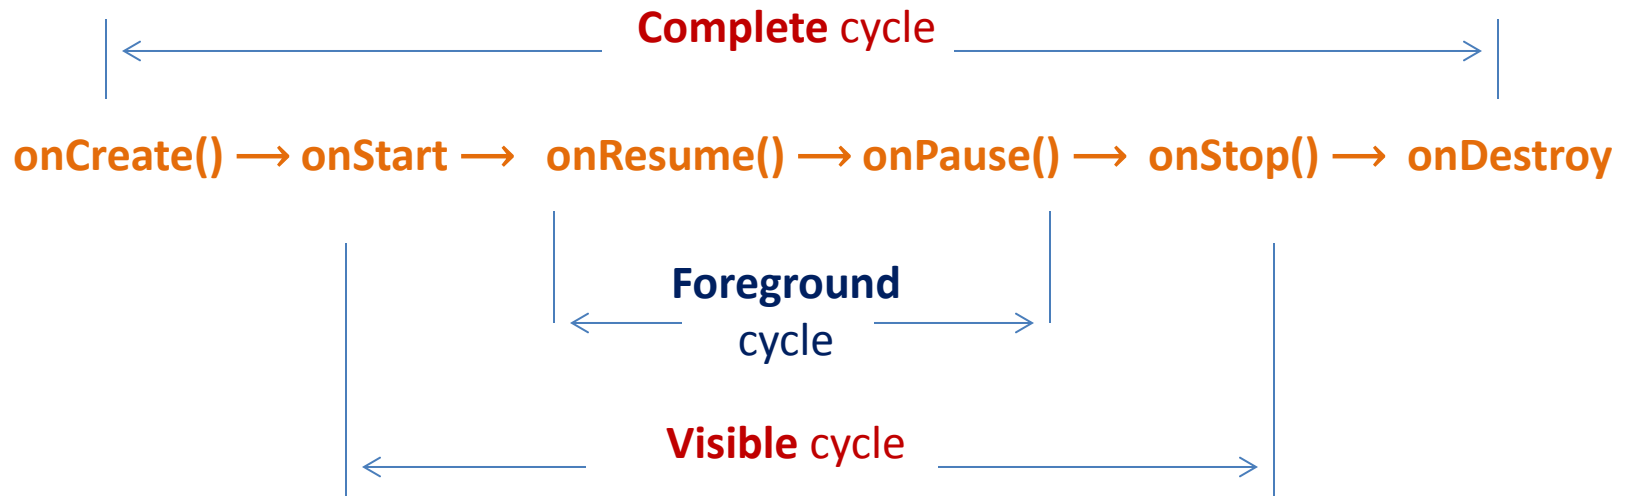 Complete cycle
onCreate() → onStart → onResume() → onPause() → onStop() → onDestroy
Foreground
cycle
Visible cycle